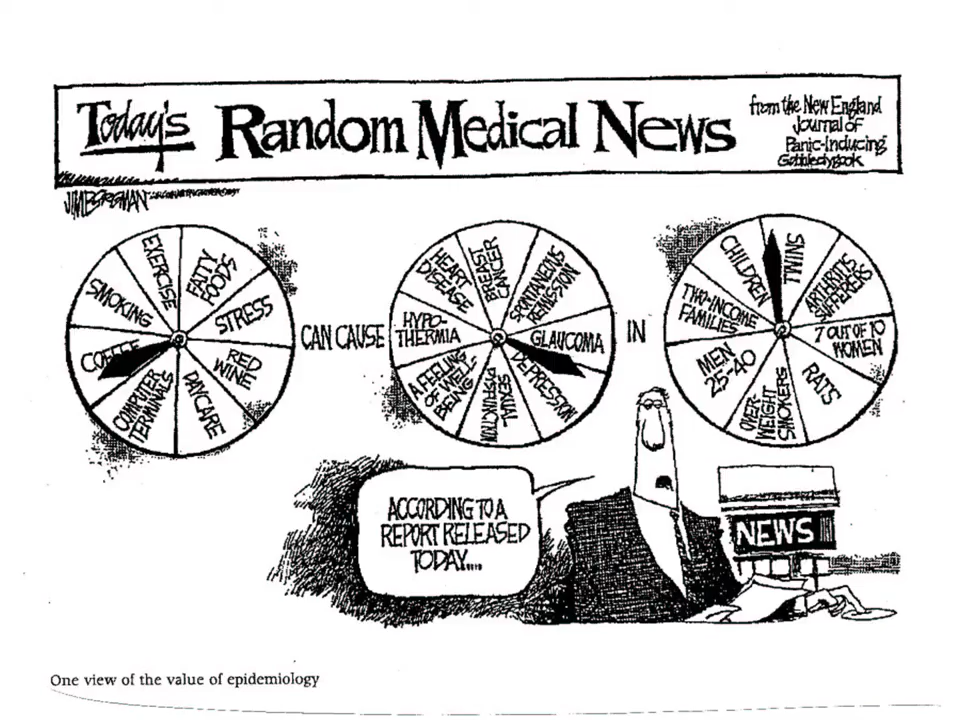 Today's
Random Medical News
from the New England
Journal of
Panic-Inducing
Gobbledygook
JIM BORGMAN
EXERCISE
FATTY
FOODS
STRESS
RED
WINE
DAYCARE
COMPUTER
TERMINALS
COFFEE
SMOKING
CAN CAUSE
HEART
DISEASE
BREAST
CANCER
SPONTANEOUS
REMISSION
GLAUCOMA
DEPRESSION
SEXUAL
DYSFUNCTION
A FEELING
OF WELL-
BEING
HYPO-
THERMIA
IN
CHILDREN
TWINS
ARTHRITIS
SUFFERERS
7 OUT OF 10
WOMEN
RATS
OVER-
WEIGHT
SMOKERS
MEN
25-40
TWO-INCOME
FAMILIES
ACCORDING TO A
REPORT RELEASED
TODAY....
NEWS
One view of the value of epidemiology